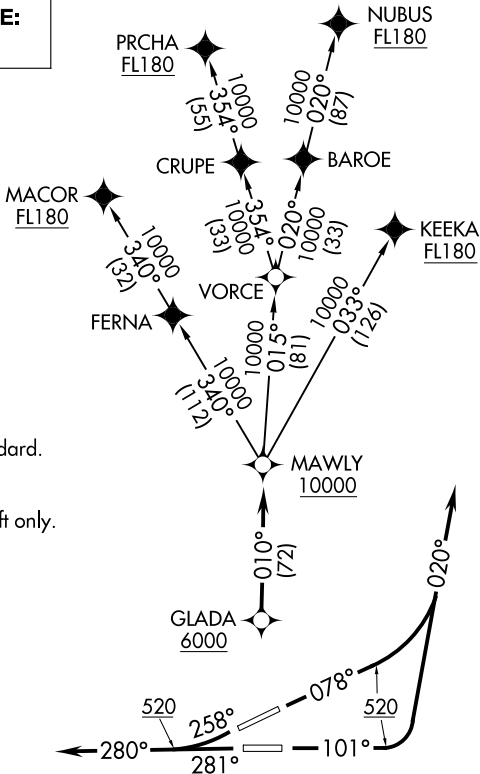 E:
NUBUS
FL180
PRCHA
FL180
10000
354°
(55)
10000
020°
(87)
CRUPE
BAROE
MACOR
FL180
354°
10000
(33)
020°
10000
(33)
KEEKA
FL180
10000
340°
(32)
VORCE
FERNA
10000
033°
(126)
10000
015°
(81)
10000
340°
(112)
dard.
MAWLY
10000
ft only.
010°
(72)
020°
GLADA
6000
078°
520
258°
520
280°
281°
101°